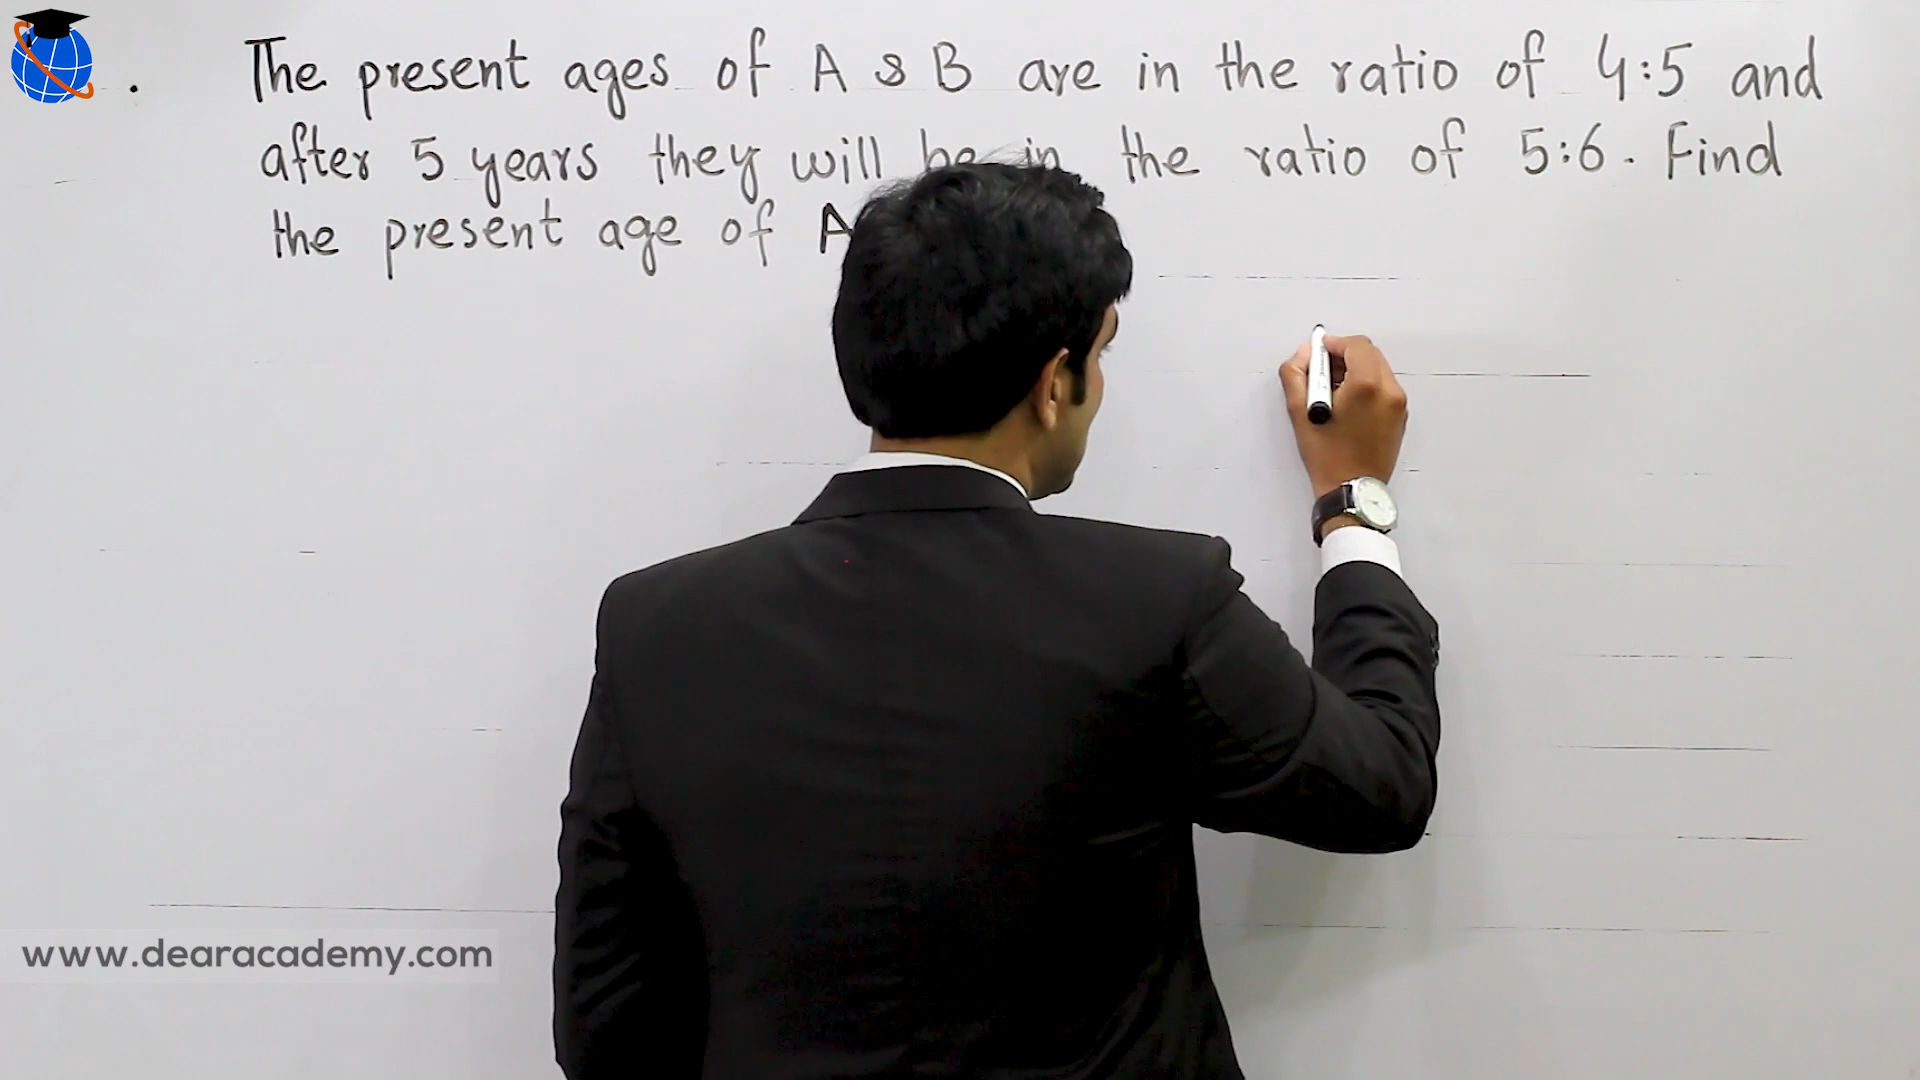 The present ages of A & B are in the ratio of 4:5 and
after 5 years they will be in the ratio of 5:6. Find
the present age of A
www.dearacademy.com